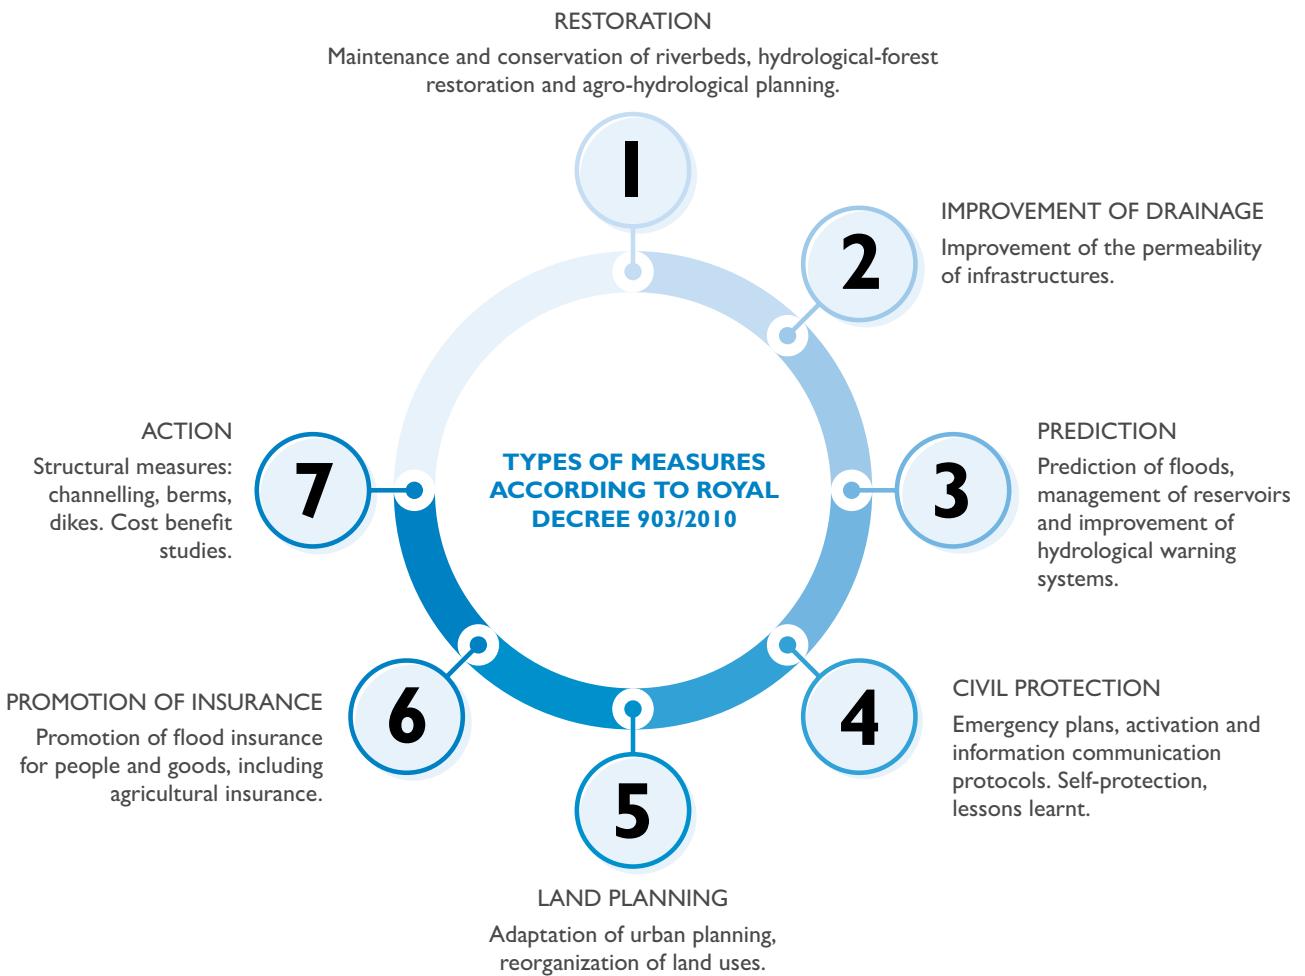 RESTORATION
Maintenance and conservation of riverbeds, hydrological-forest
restoration and agro-hydrological planning.
1
2
IMPROVEMENT OF DRAINAGE
Improvement of the permeability
of infrastructures.
3
PREDICTION
Prediction of floods,
management of reservoirs
and improvement of
hydrological warning
systems.
4
CIVIL PROTECTION
Emergency plans, activation and
information communication
protocols. Self-protection,
lessons learnt.
5
LAND PLANNING
Adaptation of urban planning,
reorganization of land uses.
6
PROMOTION OF INSURANCE
Promotion of flood insurance
for people and goods, including
agricultural insurance.
7
ACTION
Structural measures:
channelling, berms,
dikes. Cost benefit
studies.
TYPES OF MEASURES
ACCORDING TO ROYAL
DECREE 903/2010